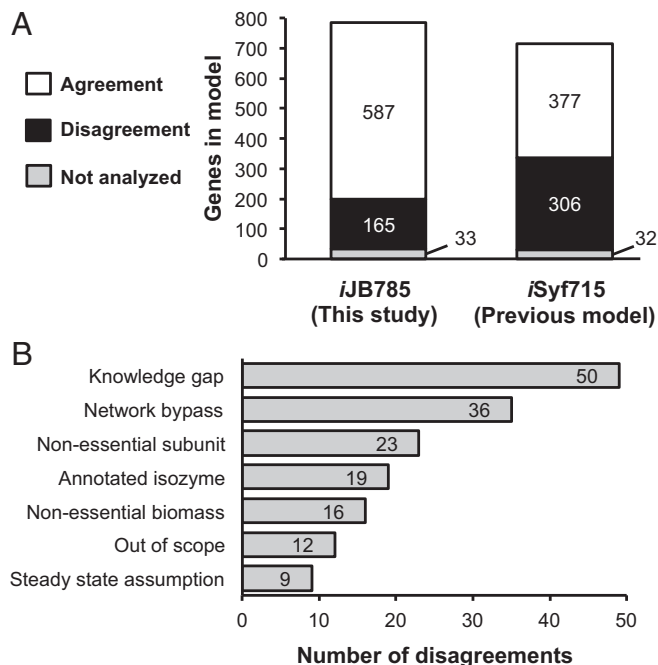 A
Agreement
Disagreement
Not analyzed
Genes in model
800
700
600
500
400
300
200
100
0
587
165
33
377
306
32
iJB785
(This study)
iSyf715
(Previous model)
B
Knowledge gap
50
Network bypass
36
Non-essential subunit
23
Annotated isozyme
19
Non-essential biomass
16
Out of scope
12
Steady state assumption
9
0 10 20 30 40 50
Number of disagreements